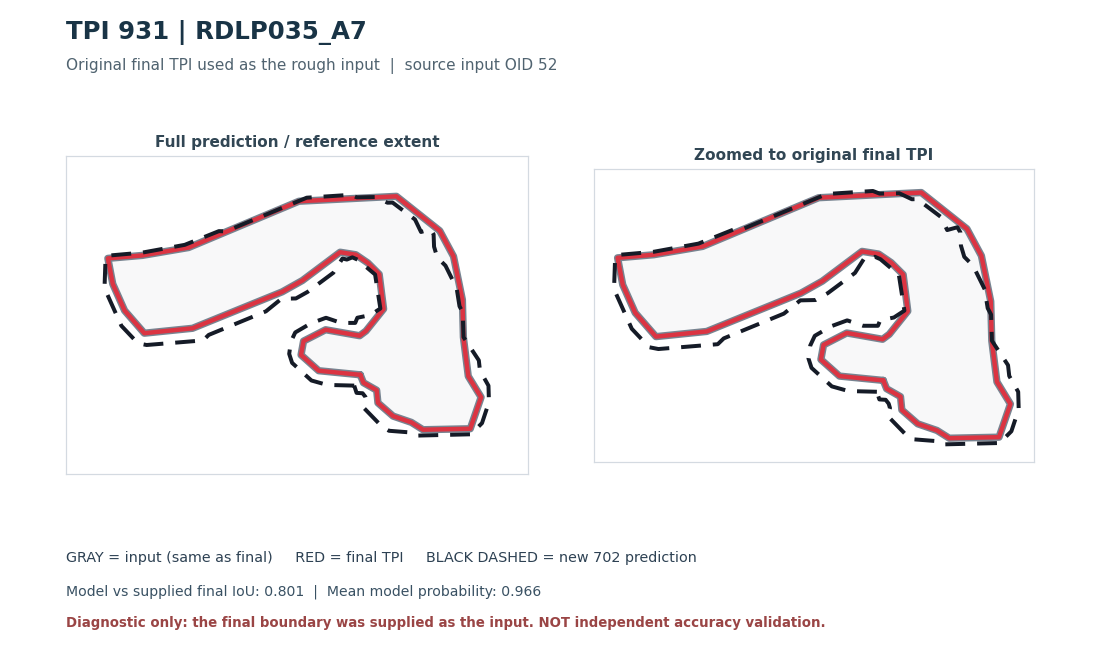 TPI 931 | RDLP035_A7
Original final TPI used as the rough input | source input OID 52
Full prediction / reference extent
Zoomed to original final TPI
GRAY = input (same as final) RED = final TPI BLACK DASHED = new 702 prediction
Model vs supplied final IoU: 0.801 | Mean model probability: 0.966
Diagnostic only: the final boundary was supplied as the input. NOT independent accuracy validation.